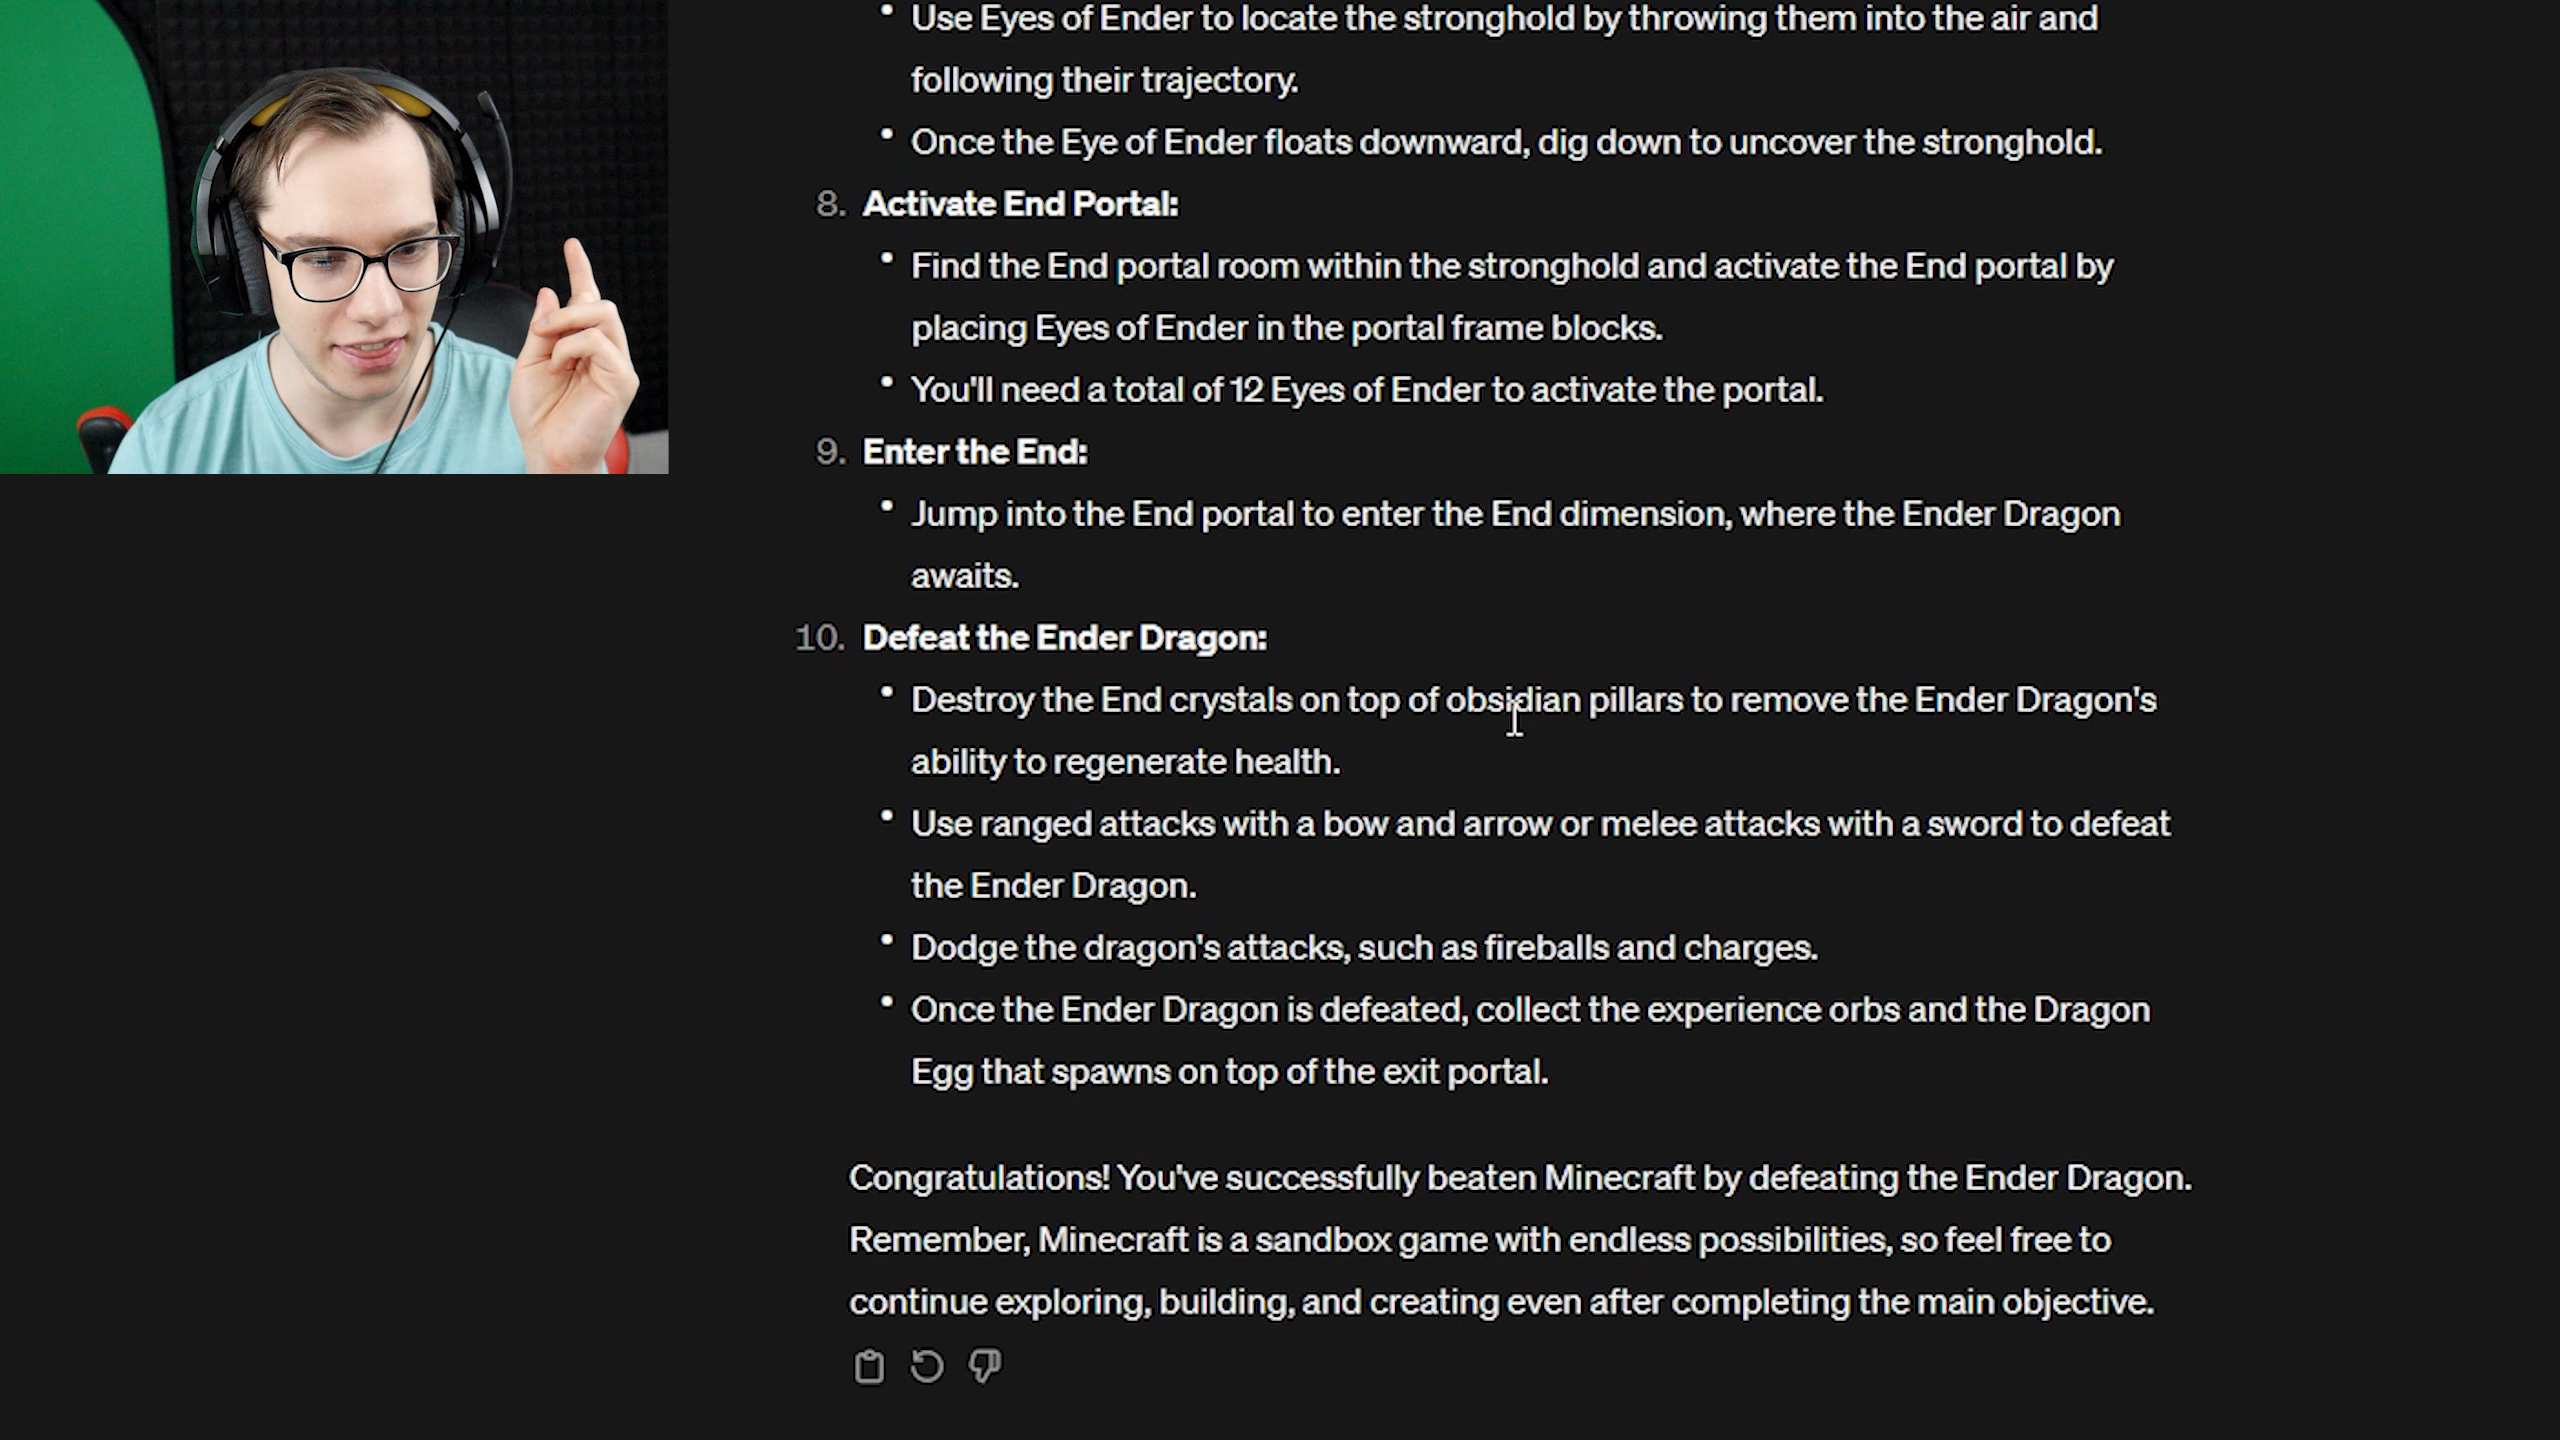 • Use Eyes of Ender to locate the stronghold by throwing them into the air and
following their trajectory.
• Once the Eye of Ender floats downward, dig down to uncover the stronghold.
8. Activate End Portal:
• Find the End portal room within the stronghold and activate the End portal by
placing Eyes of Ender in the portal frame blocks.
• You'll need a total of 12 Eyes of Ender to activate the portal.
9. Enter the End:
• Jump into the End portal to enter the End dimension, where the Ender Dragon
awaits.
10. Defeat the Ender Dragon:
• Destroy the End crystals on top of obsidian pillars to remove the Ender Dragon's
ability to regenerate health.
• Use ranged attacks with a bow and arrow or melee attacks with a sword to defeat
the Ender Dragon.
• Dodge the dragon's attacks, such as fireballs and charges.
• Once the Ender Dragon is defeated, collect the experience orbs and the Dragon
Egg that spawns on top of the exit portal.
Congratulations! You've successfully beaten Minecraft by defeating the Ender Dragon.
Remember, Minecraft is a sandbox game with endless possibilities, so feel free to
continue exploring, building, and creating even after completing the main objective.